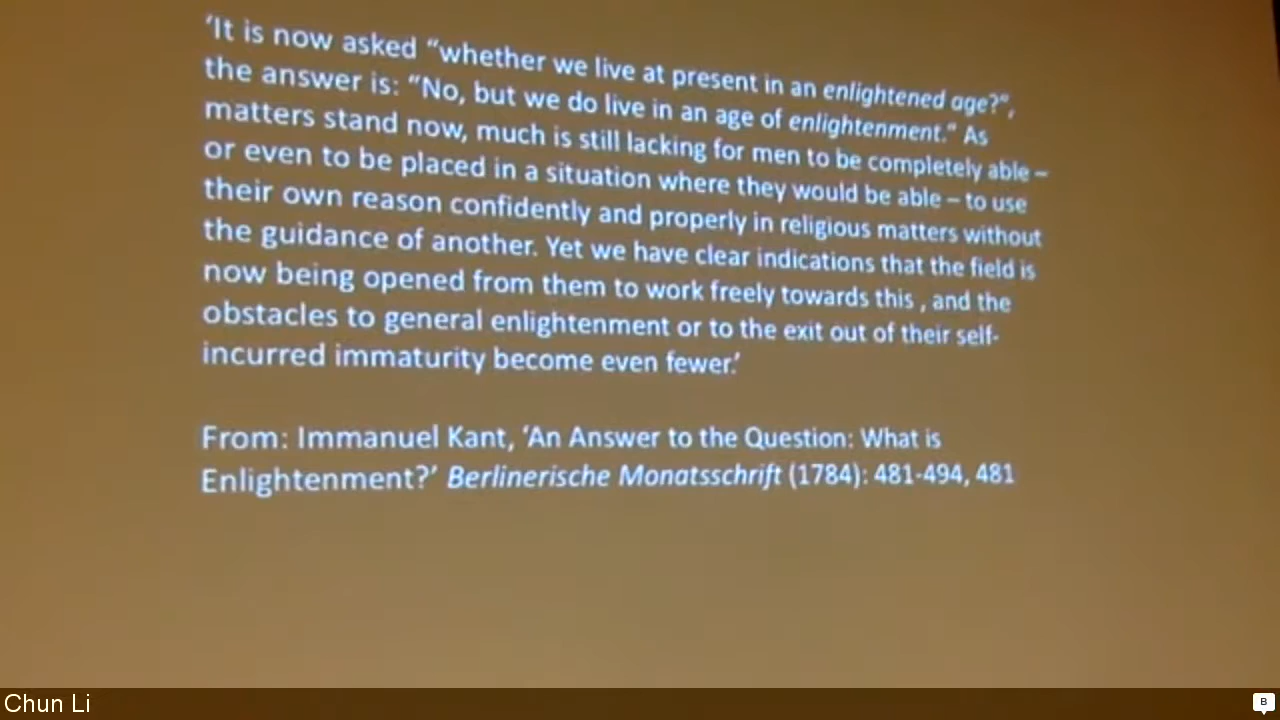 ‘It is now asked “whether we live at present in an enlightened age?”,
the answer is: “No, but we do live in an age of enlightenment.” As
matters stand now, much is still lacking for men to be completely able –
or even to be placed in a situation where they would be able – to use
their own reason confidently and properly in religious matters without
the guidance of another. Yet we have clear indications that the field is
now being opened from them to work freely towards this , and the
obstacles to general enlightenment or to the exit out of their self-
incurred immaturity become even fewer.’
From: Immanuel Kant, ‘An Answer to the Question: What is
Enlightenment?’ Berlinerische Monatsschrift (1784): 481-494, 481
Chun Li
B